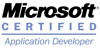 Microsoft®
CERTIFIED
Application Developer